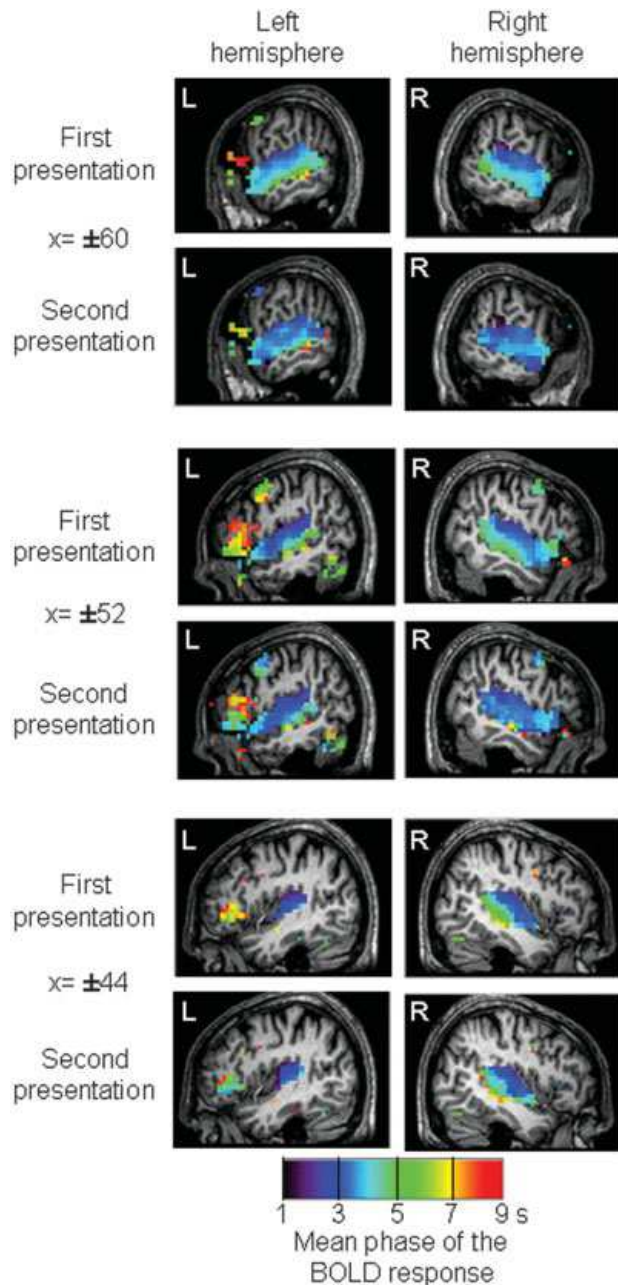 Left hemisphere
Right hemisphere
L
R
First presentation
x= ±60
L
R
Second presentation
L
R
First presentation
x= ±52
L
R
Second presentation
L
R
First presentation
x= ±44
L
R
Second presentation
1 3 5 7 9 s
Mean phase of the
BOLD response